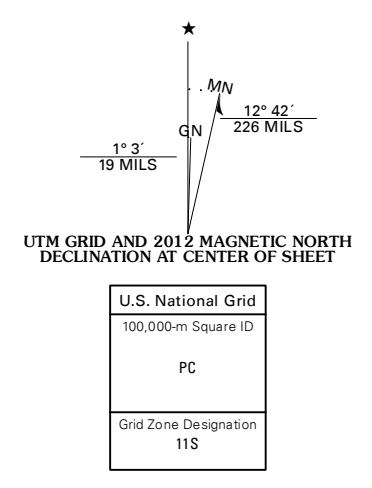 ★
MN
GN
12° 42´
226 MILS
1° 3´
19 MILS
UTM GRID AND 2012 MAGNETIC NORTH
DECLINATION AT CENTER OF SHEET
U.S. National Grid
100,000-m Square ID
PC
Grid Zone Designation
11S